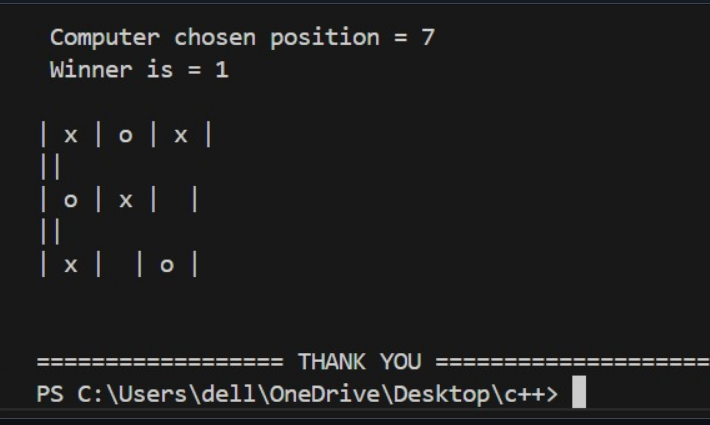 Computer chosen position = 7
Winner is = 1
| x | o | x |
||
| o | x |  |
||
| x |  | o |
================== THANK YOU ====================
PS C:\Users\dell\OneDrive\Desktop\c++>